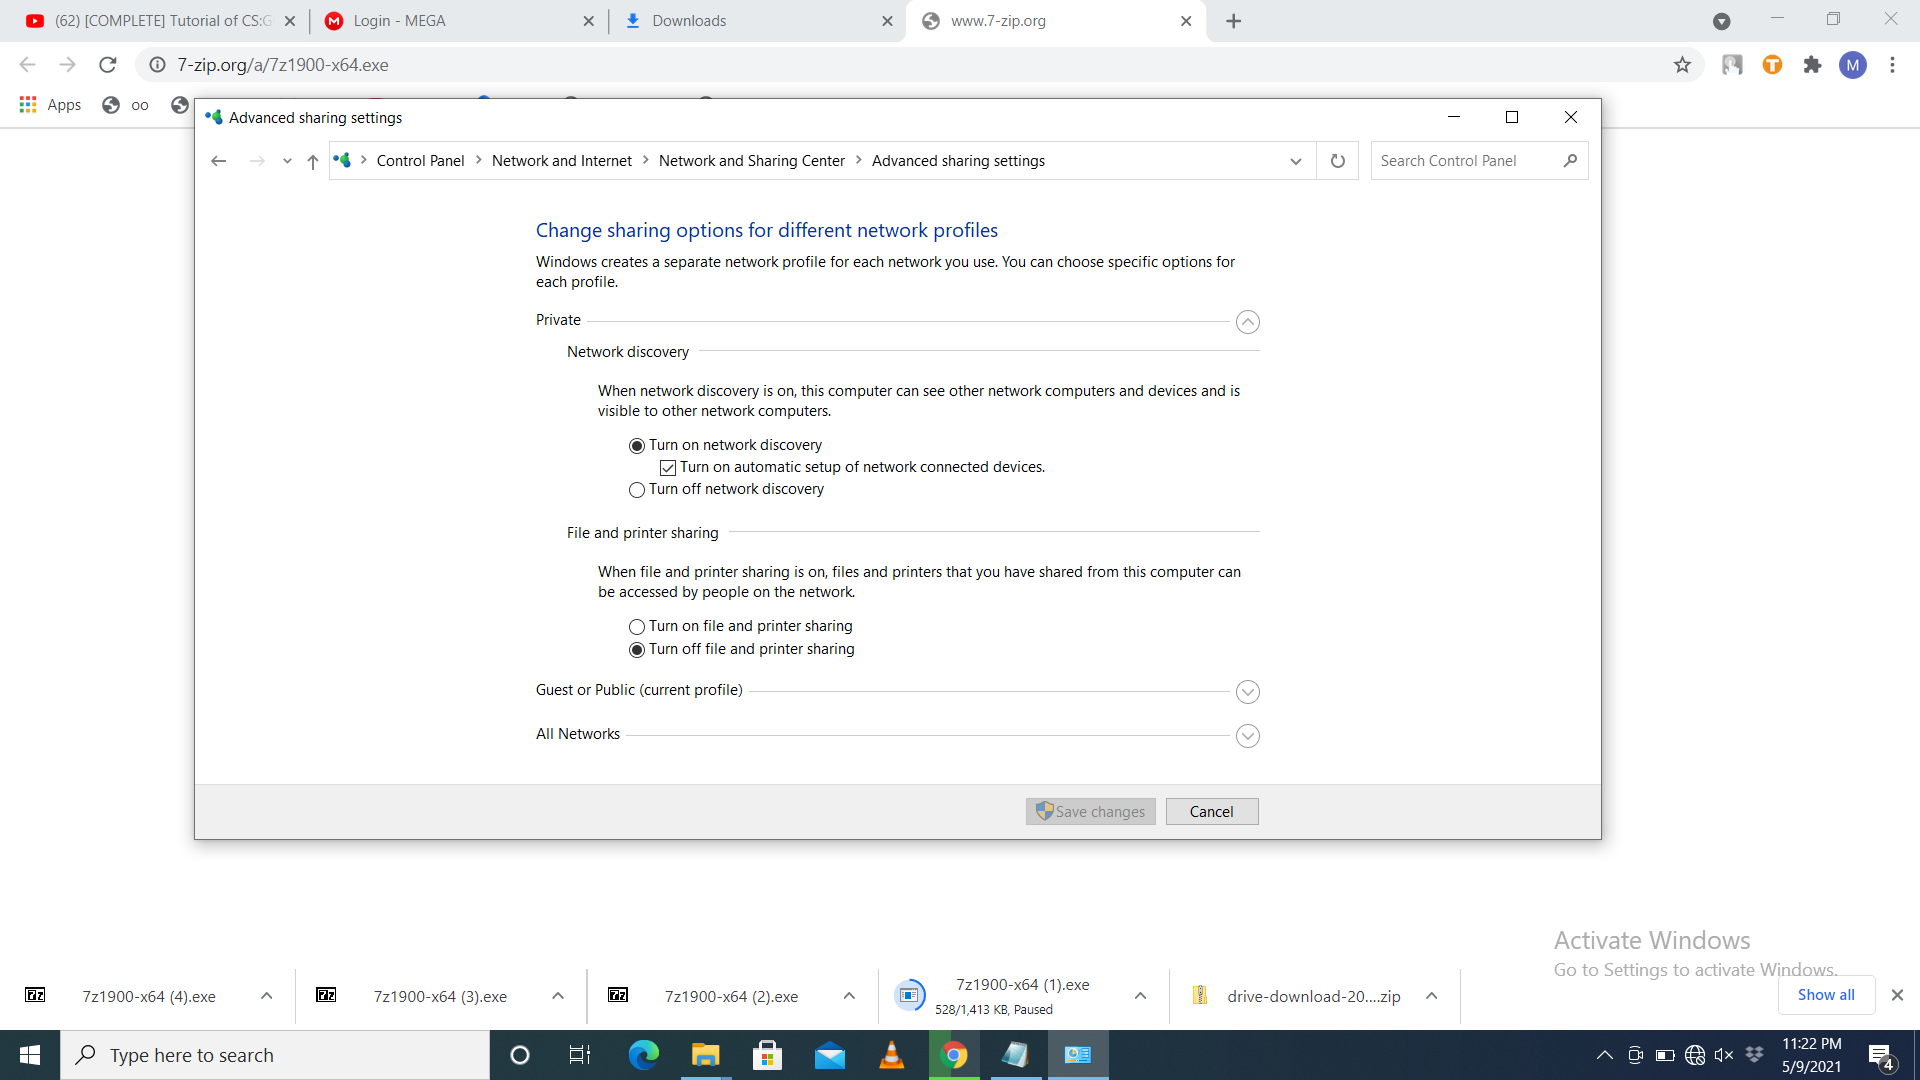 (62) [COMPLETE] Tutorial of CS:G
Login - MEGA
Downloads
www.7-zip.org
7-zip.org/a/7z1900-x64.exe
M
Apps
oo
Advanced sharing settings
Control Panel > Network and Internet > Network and Sharing Center > Advanced sharing settings
Search Control Panel
Change sharing options for different network profiles
Windows creates a separate network profile for each network you use. You can choose specific options for
each profile.
Private
Network discovery
When network discovery is on, this computer can see other network computers and devices and is
visible to other network computers.
Turn on network discovery
Turn on automatic setup of network connected devices.
Turn off network discovery
File and printer sharing
When file and printer sharing is on, files and printers that you have shared from this computer can
be accessed by people on the network.
Turn on file and printer sharing
Turn off file and printer sharing
Guest or Public (current profile)
All Networks
Save changes
Cancel
Activate Windows
Go to Settings to activate Windows.
7z 7z1900-x64 (4).exe
7z 7z1900-x64 (3).exe
7z 7z1900-x64 (2).exe
7z1900-x64 (1).exe
528/1,413 KB, Paused
drive-download-20....zip
Show all
Type here to search
11:22 PM
5/9/2021
4